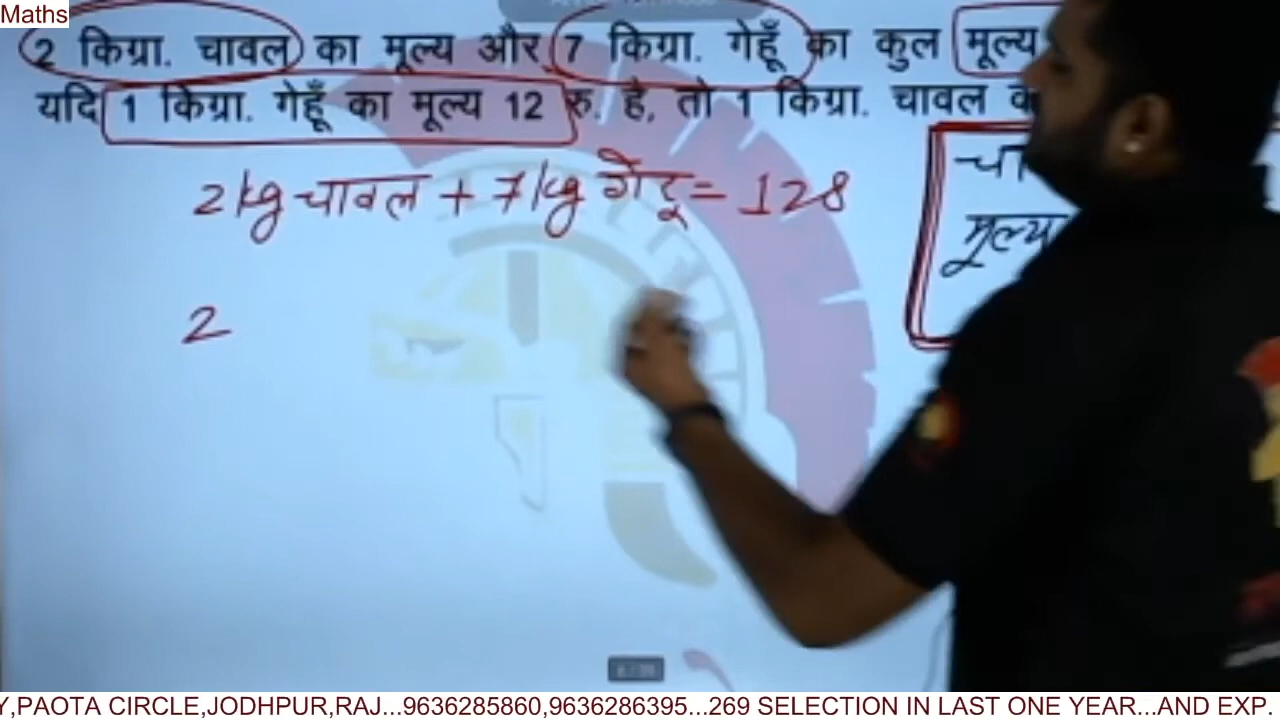 Maths
2 किग्रा. चावल का मूल्य और 7 किग्रा. गेहूँ का कुल मूल्य
यदि 1 किग्रा. गेहूँ का मूल्य 12 रु. है, तो 1 किग्रा. चावल
2kg चावल + 7kg गेहू = 128
मूल्य
2
Y,PAOTA CIRCLE,JODHPUR,RAJ...9636285860,9636286395...269 SELECTION IN LAST ONE YEAR...AND EXP.